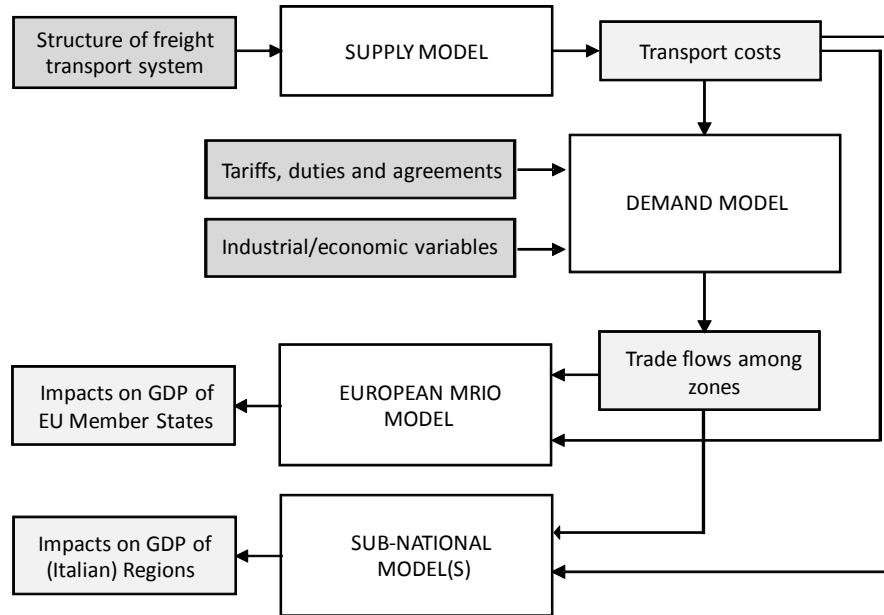 Structure of freight
transport system
SUPPLY MODEL
Transport costs
Tariffs, duties and agreements
DEMAND MODEL
Industrial/economic variables
Trade flows among
zones
Impacts on GDP of
EU Member States
EUROPEAN MRIO
MODEL
Impacts on GDP of
(Italian) Regions
SUB-NATIONAL
MODEL(S)